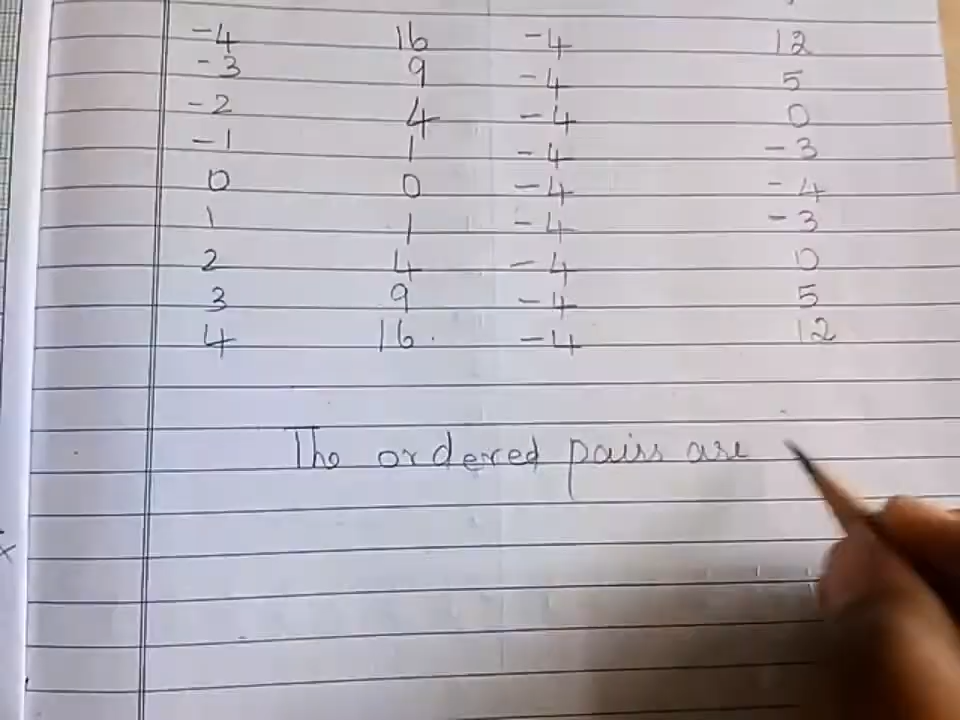 -4 16 -4 12
-3 9 -4 5
-2 4 -4 0
-1 1 -4 -3
0 0 -4 -4
1 1 -4 -3
2 4 -4 0
3 9 -4 5
4 16 -4 12
The ordered pairs are